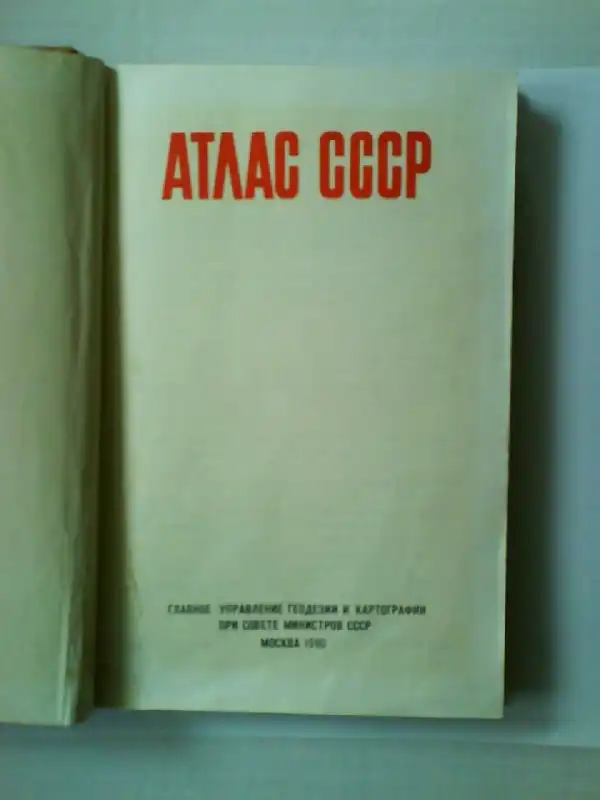 АТЛАС СССР
ГЛАВНОЕ УПРАВЛЕНИЕ ГЕОДЕЗИИ И КАРТОГРАФИИ
ПРИ СОВЕТЕ МИНИСТРОВ СССР
МОСКВА